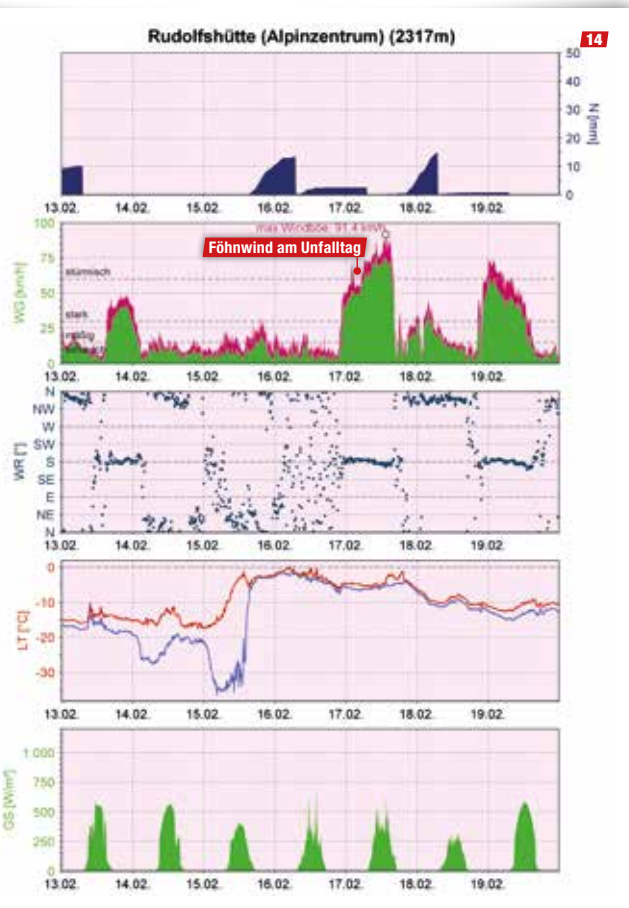 Rudolfshütte (Alpinzentrum) (2317m)
14
50
40
30
20
10
0
N [mm]
13.02. 14.02. 15.02. 16.02. 17.02. 18.02. 19.02.
100
75
50
25
0
WG [km/h]
max Windböe: 91.4 km/h
Föhnwind am Unfalltag
stürmisch
stark
mäßig
13.02. 14.02. 15.02. 16.02. 17.02. 18.02. 19.02.
N
NW
W
SW
S
SE
E
NE
N
WR [°]
13.02. 14.02. 15.02. 16.02. 17.02. 18.02. 19.02.
0
-10
-20
-30
LT [°C]
13.02. 14.02. 15.02. 16.02. 17.02. 18.02. 19.02.
1.000
750
500
250
0
GS [W/m²]
13.02. 14.02. 15.02. 16.02. 17.02. 18.02. 19.02.